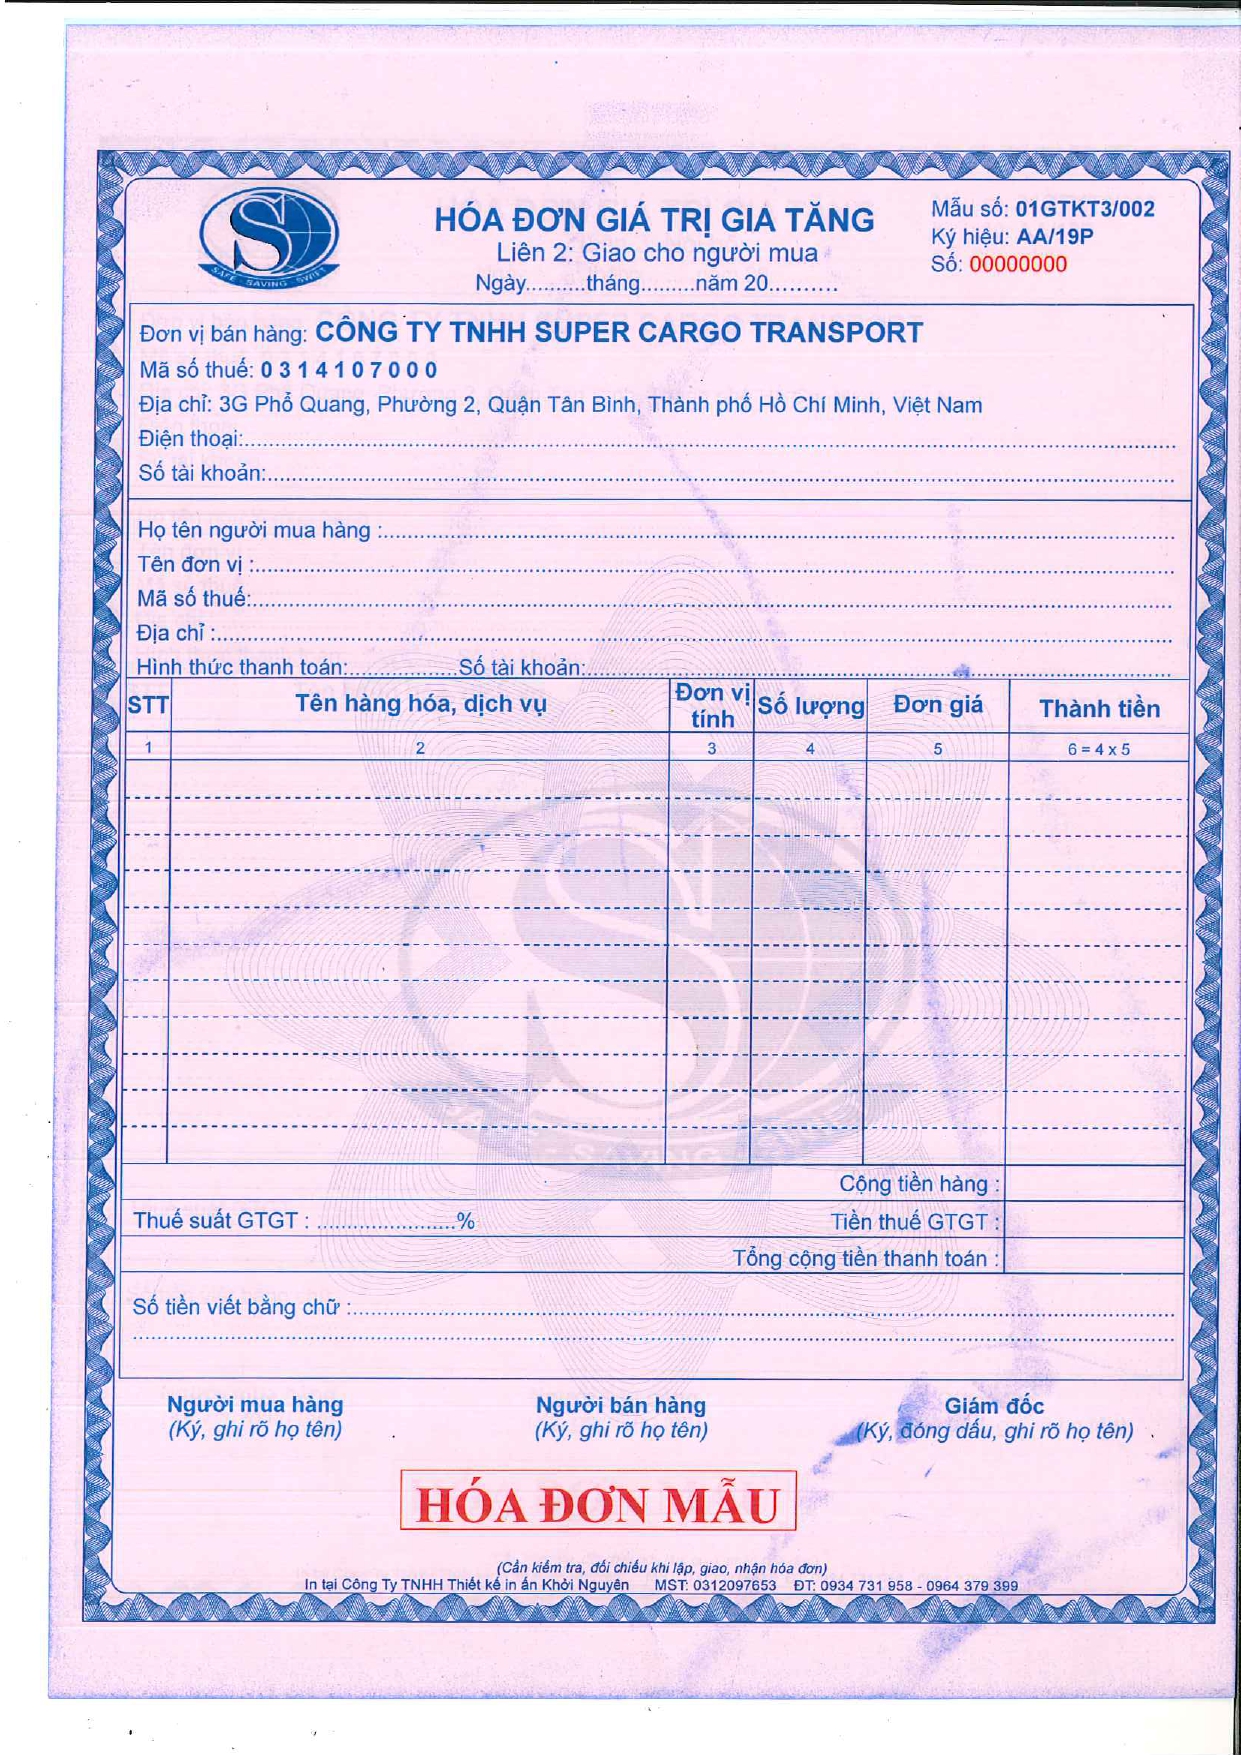 SAFE - SAVING - SWIFT
HÓA ĐƠN GIÁ TRỊ GIA TĂNG
Liên 2: Giao cho người mua
Ngày..........tháng.........năm 20..........
Mẫu số: 01GTKT3/002
Ký hiệu: AA/19P
Số: 00000000
Đơn vị bán hàng: CÔNG TY TNHH SUPER CARGO TRANSPORT
Mã số thuế: 0 3 1 4 1 0 7 0 0 0
Địa chỉ: 3G Phổ Quang, Phường 2, Quận Tân Bình, Thành phố Hồ Chí Minh, Việt Nam
Điện thoại:
Số tài khoản:
Họ tên người mua hàng :
Tên đơn vị :
Mã số thuế:
Địa chỉ :
Hình thức thanh toán:..................Số tài khoản:
STT Tên hàng hóa, dịch vụ Đơn vị tính Số lượng Đơn giá Thành tiền
1 2 3 4 5 6 = 4 x 5
Cộng tiền hàng :
Thuế suất GTGT : .......................% Tiền thuế GTGT :
Tổng cộng tiền thanh toán :
Số tiền viết bằng chữ :
Người mua hàng Người bán hàng Giám đốc
(Ký, ghi rõ họ tên) (Ký, ghi rõ họ tên) (Ký, đóng dấu, ghi rõ họ tên)
HÓA ĐƠN MẪU
(Cần kiểm tra, đối chiếu khi lập, giao, nhận hóa đơn)
In tại Công Ty TNHH Thiết kế in ấn Khởi Nguyên MST: 0312097653 ĐT: 0934 731 958 - 0964 379 399